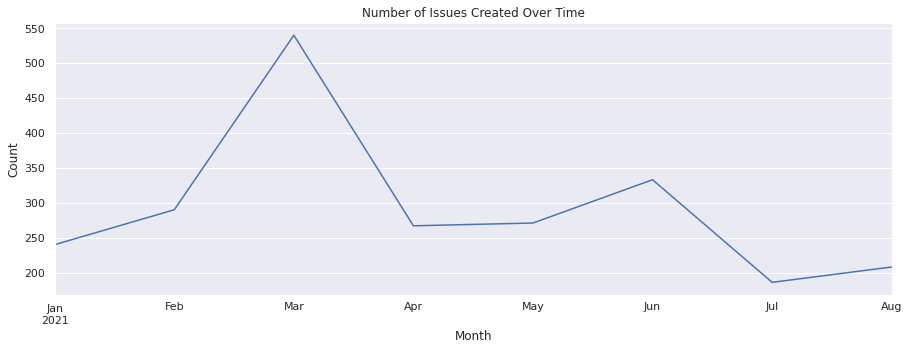 Number of Issues Created Over Time
550
500
450
400
350
300
250
200
Count
Jan
2021
Feb
Mar
Apr
May
Jun
Jul
Aug
Month